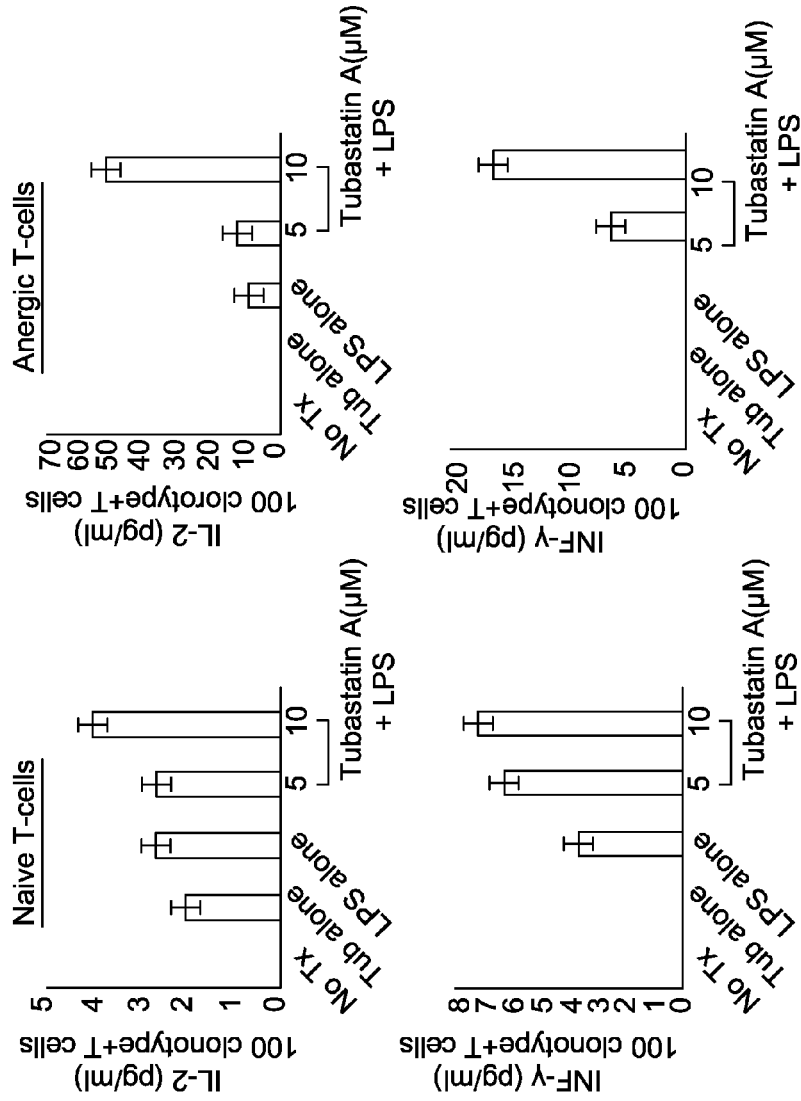 Naive T-cells
IL-2 (pg/ml)
100 clonotype+T cells
5
4
3
2
1
0
No Tx
Tub alone
LPS alone
5
10
Tubastatin A(µM)
+ LPS
Anergic T-cells
IL-2 (pg/ml)
100 clorotype+T cells
70
60
50
40
30
20
10
0
No Tx
Tub alone
LPS alone
5
10
Tubastatin A(µM)
+ LPS
INF-γ (pg/ml)
100 clonotype+T cells
8
7
6
5
4
3
2
1
0
No Tx
Tub alone
LPS alone
5
10
Tubastatin A(µM)
+ LPS
INF-γ (pg/ml)
100 clonotype+T cells
20
15
10
5
0
No Tx
Tub alone
LPS alone
5
10
Tubastatin A(µM)
+ LPS